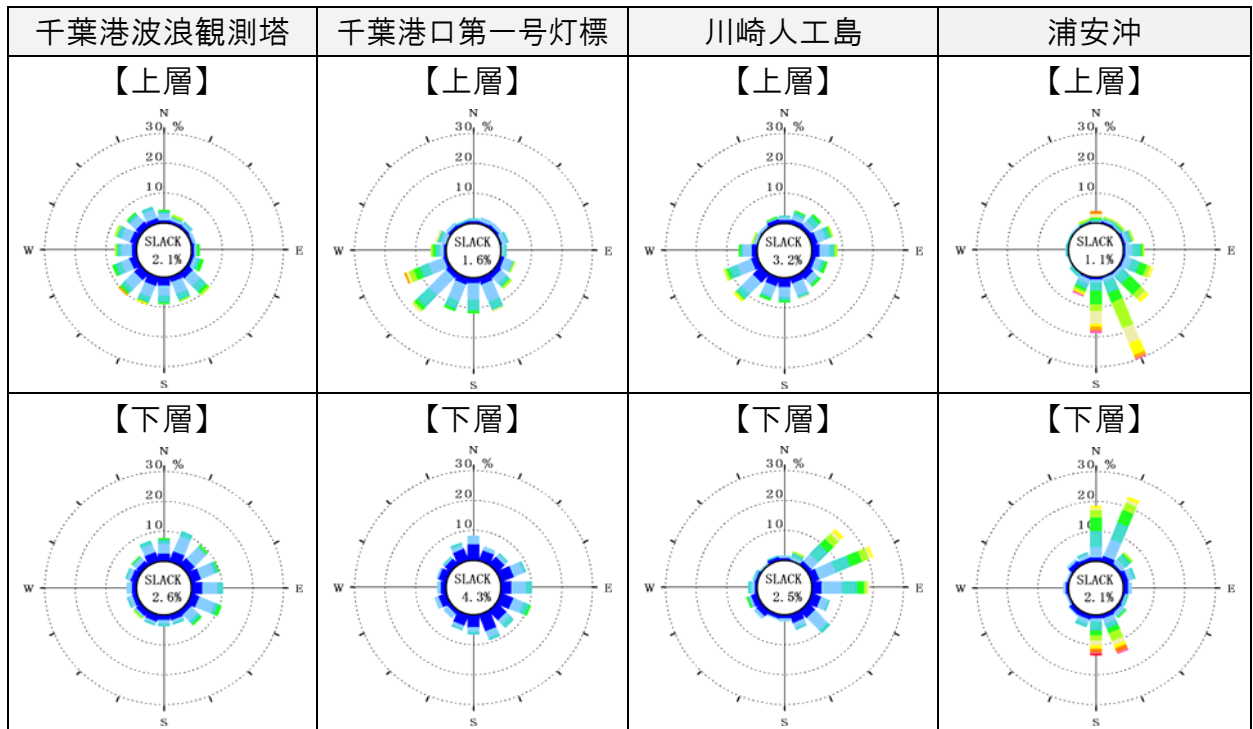 千葉港波浪観測塔 千葉港口第一号灯標 川崎人工島 浦安沖
【上層】 【上層】 【上層】 【上層】
N N N N
30 % 30 % 30 % 30 %
20 20 20 20
10 10 10 10
W SLACK E W SLACK E W SLACK E W SLACK E
2.1% 1.6% 3.2% 1.1%
S S S S
【下層】 【下層】 【下層】 【下層】
N N N N
30 % 30 % 30 % 30 %
20 20 20 20
10 10 10 10
W SLACK E W SLACK E W SLACK E W SLACK E
2.6% 4.3% 2.5% 2.1%
S S S S